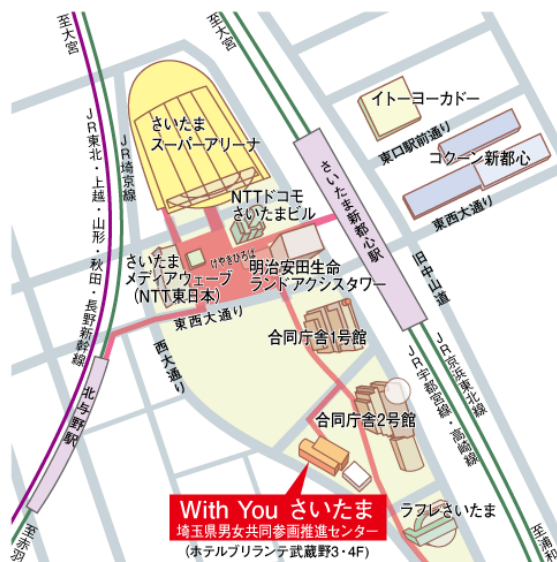 至大宮
至大宮
JR東北・上越・山形・秋田・長野新幹線
JR埼京線
さいたま
スーパーアリーナ
イトーヨーカドー
東口駅前通り
コクーン新都心
さいたま新都心駅
NTTドコモ
さいたまビル
東西大通り
けやきひろば
さいたま
メディアウェーブ
(NTT東日本)
明治安田生命
ランドアクシスタワー
旧中山道
東西大通り
西大通り
合同庁舎1号館
JR京浜東北線
JR宇都宮線・高崎線
北与野駅
合同庁舎2号館
With You さいたま
埼玉県男女共同参画推進センター
(ホテルブリランテ武蔵野3・4F)
ラフレさいたま
至赤羽
至浦和